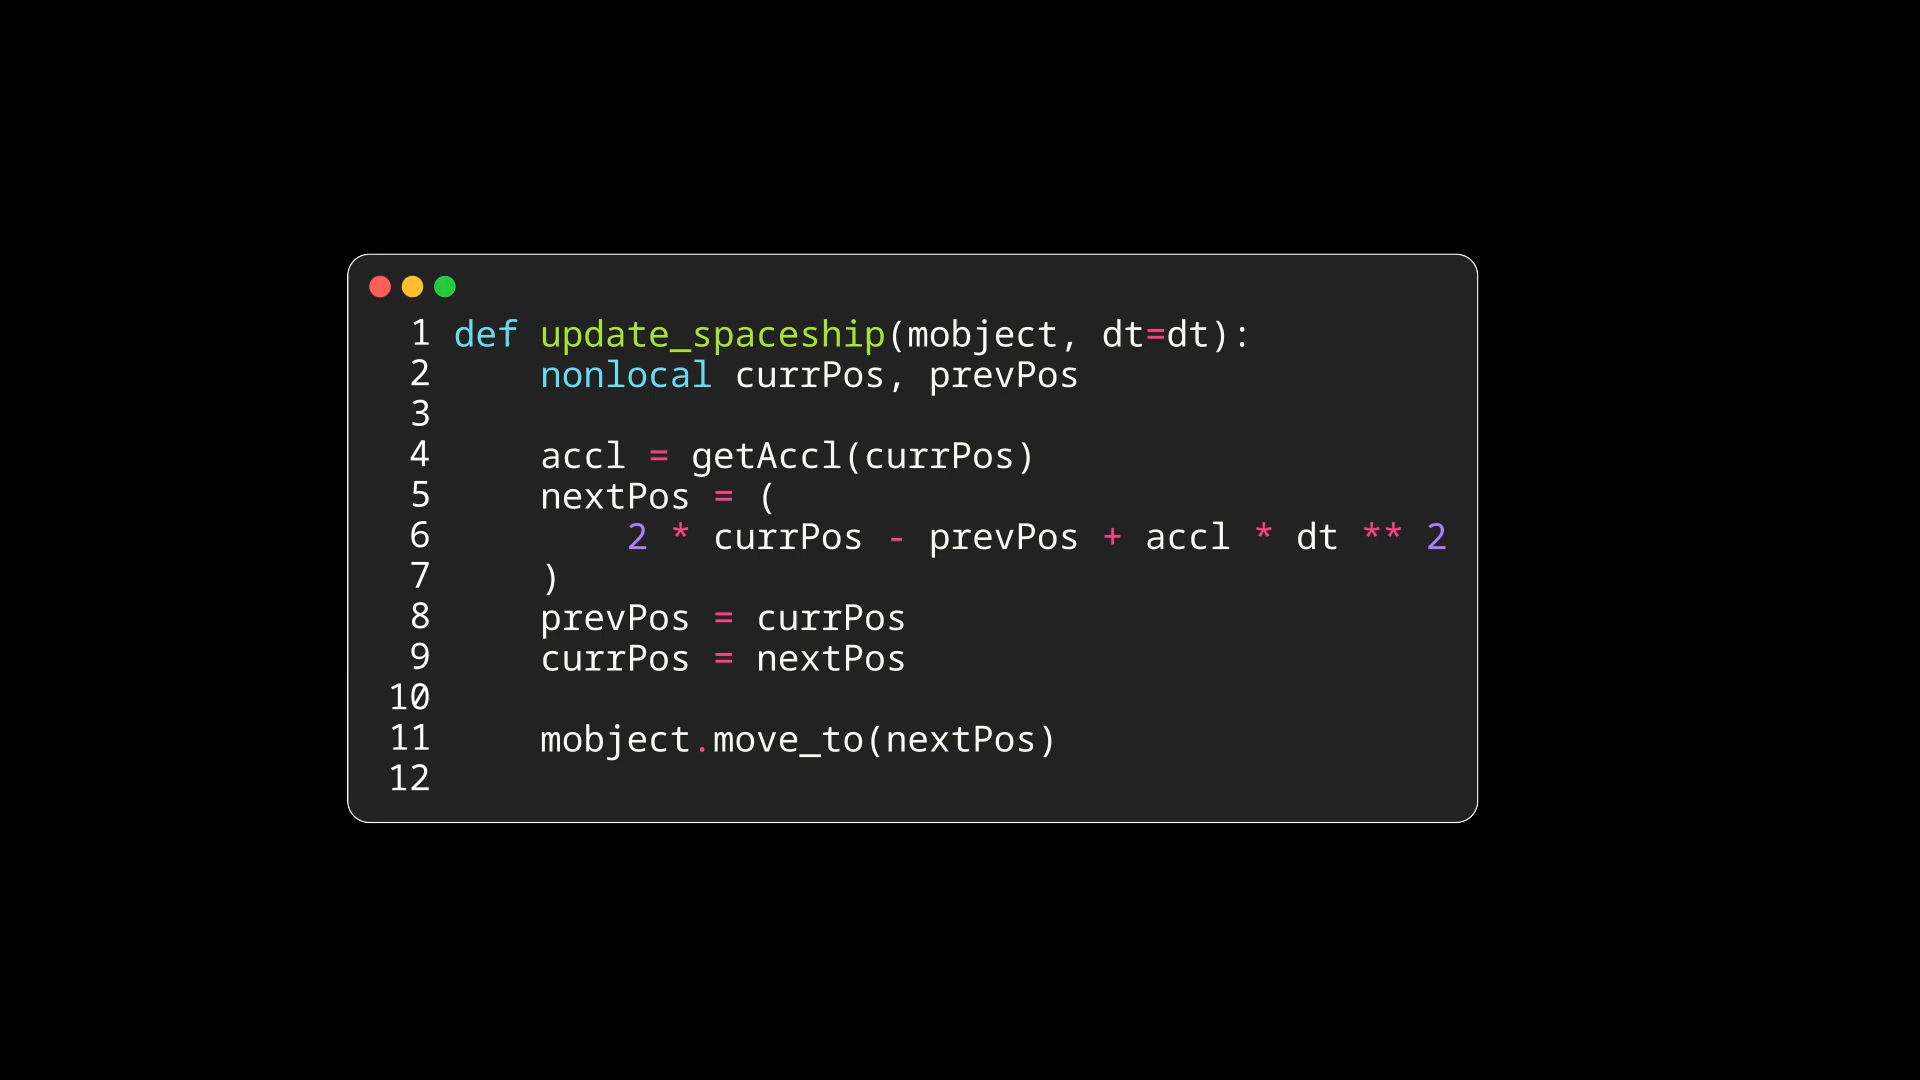 1 def update_spaceship(mobject, dt=dt):
2     nonlocal currPos, prevPos
3
4     accl = getAccl(currPos)
5     nextPos = (
6         2 * currPos - prevPos + accl * dt ** 2
7     )
8     prevPos = currPos
9     currPos = nextPos
10
11     mobject.move_to(nextPos)
12